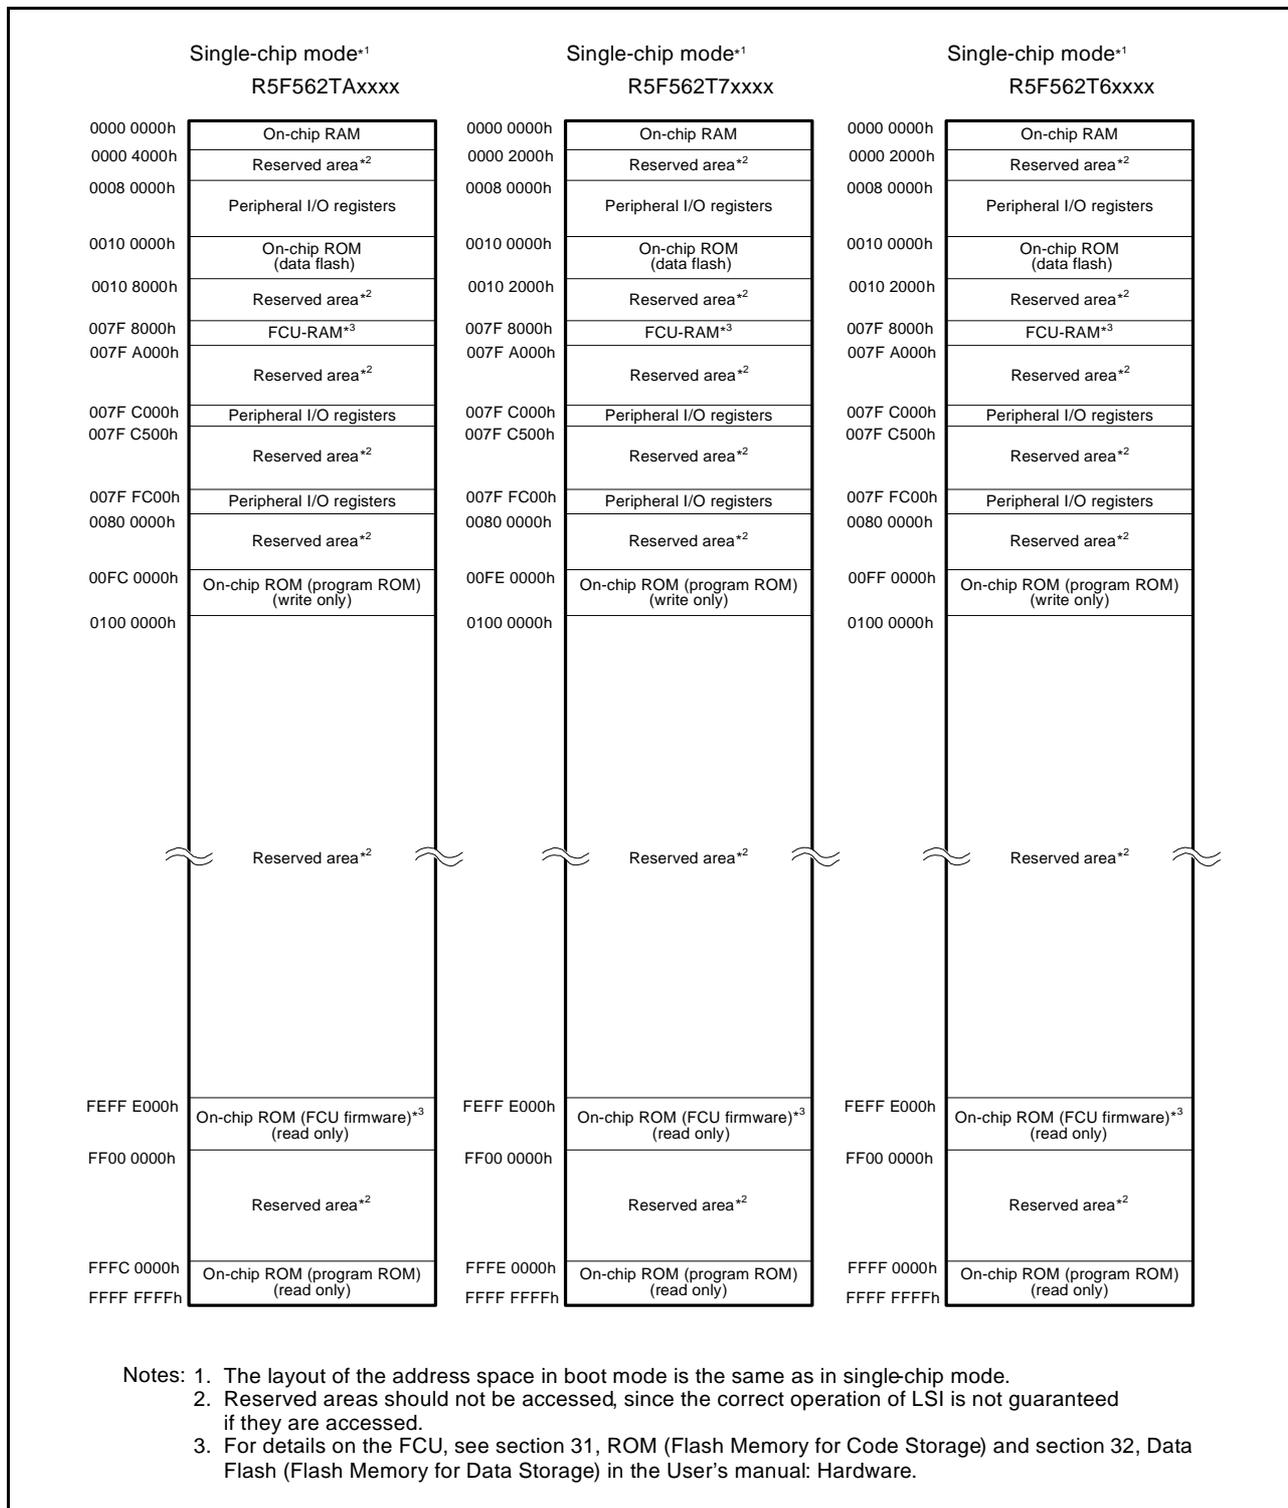 Single-chip mode*1
R5F562TAxxxx
0000 0000h
On-chip RAM
0000 4000h
Reserved area*2
0008 0000h
Peripheral I/O registers
0010 0000h
On-chip ROM
(data flash)
0010 8000h
Reserved area*2
007F 8000h
FCU-RAM*3
007F A000h
Reserved area*2
007F C000h
Peripheral I/O registers
007F C500h
Reserved area*2
007F FC00h
Peripheral I/O registers
0080 0000h
Reserved area*2
00FC 0000h
On-chip ROM (program ROM)
(write only)
0100 0000h
Reserved area*2
FEFF E000h
On-chip ROM (FCU firmware)*3
(read only)
FF00 0000h
Reserved area*2
FFFC 0000h
On-chip ROM (program ROM)
(read only)
FFFF FFFFh
Single-chip mode*1
R5F562T7xxxx
0000 0000h
On-chip RAM
0000 2000h
Reserved area*2
0008 0000h
Peripheral I/O registers
0010 0000h
On-chip ROM
(data flash)
0010 2000h
Reserved area*2
007F 8000h
FCU-RAM*3
007F A000h
Reserved area*2
007F C000h
Peripheral I/O registers
007F C500h
Reserved area*2
007F FC00h
Peripheral I/O registers
0080 0000h
Reserved area*2
00FE 0000h
On-chip ROM (program ROM)
(write only)
0100 0000h
Reserved area*2
FEFF E000h
On-chip ROM (FCU firmware)*3
(read only)
FF00 0000h
Reserved area*2
FFFE 0000h
On-chip ROM (program ROM)
(read only)
FFFF FFFFh
Single-chip mode*1
R5F562T6xxxx
0000 0000h
On-chip RAM
0000 2000h
Reserved area*2
0008 0000h
Peripheral I/O registers
0010 0000h
On-chip ROM
(data flash)
0010 2000h
Reserved area*2
007F 8000h
FCU-RAM*3
007F A000h
Reserved area*2
007F C000h
Peripheral I/O registers
007F C500h
Reserved area*2
007F FC00h
Peripheral I/O registers
0080 0000h
Reserved area*2
00FF 0000h
On-chip ROM (program ROM)
(write only)
0100 0000h
Reserved area*2
FEFF E000h
On-chip ROM (FCU firmware)*3
(read only)
FF00 0000h
Reserved area*2
FFFF 0000h
On-chip ROM (program ROM)
(read only)
FFFF FFFFh
Notes: 1. The layout of the address space in boot mode is the same as in single-chip mode.
2. Reserved areas should not be accessed, since the correct operation of LSI is not guaranteed
if they are accessed.
3. For details on the FCU, see section 31, ROM (Flash Memory for Code Storage) and section 32, Data
Flash (Flash Memory for Data Storage) in the User's manual: Hardware.